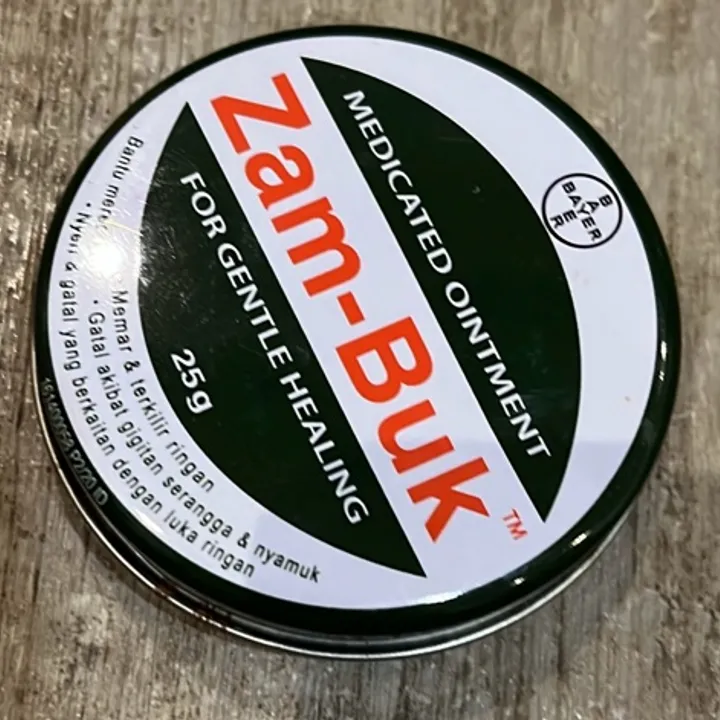 MEDICATED OINTMENT
Zam-Buk™
FOR GENTLE HEALING
25g
BAYER
BAYER
Bantu
• Memar & terkilir ringan
• Gatal akibat gigitan serangga & nyamuk
• Nyeri & gatal yang berkaitan dengan luka ringan